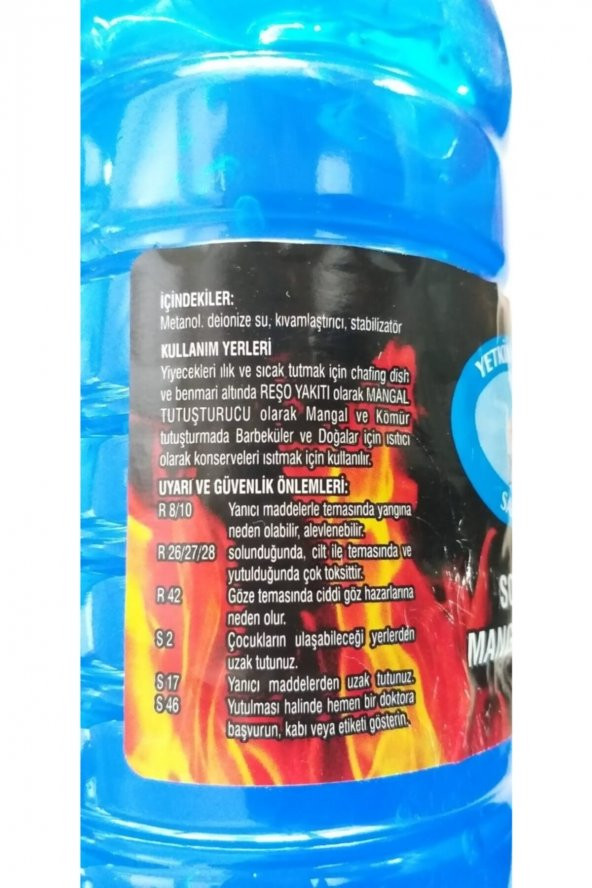 İÇİNDEKİLER:
Metanol. deionize su, kıvamlaştırıcı, stabilizatör
KULLANIM YERLERİ
Yiyecekleri ılık ve sıcak tutmak için chafing dish
ve benmari altında REŞO YAKITI olarak MANGAL
TUTUŞTURUCU olarak Mangal ve Kömür
tutuşturmada Barbeküler ve Doğalar için ısıtıcı
olarak konserveleri ısıtmak için kullanılır.
UYARI VE GÜVENLİK ÖNLEMLERİ:
R 8/10 Yanıcı maddelerle temasında yangına
neden olabilir, alevlenebilir.
R 26/27/28 solunduğunda, cilt ile temasında ve
yutulduğunda çok toksittir.
R 42 Göze temasında ciddi göz hazarlarına
neden olur.
S 2 Çocukların ulaşabileceği yerlerden
uzak tutunuz.
S 17 Yanıcı maddelerden uzak tutunuz.
S 46 Yutulması halinde hemen bir doktora
başvurun, kabı veya etiketi gösterin.